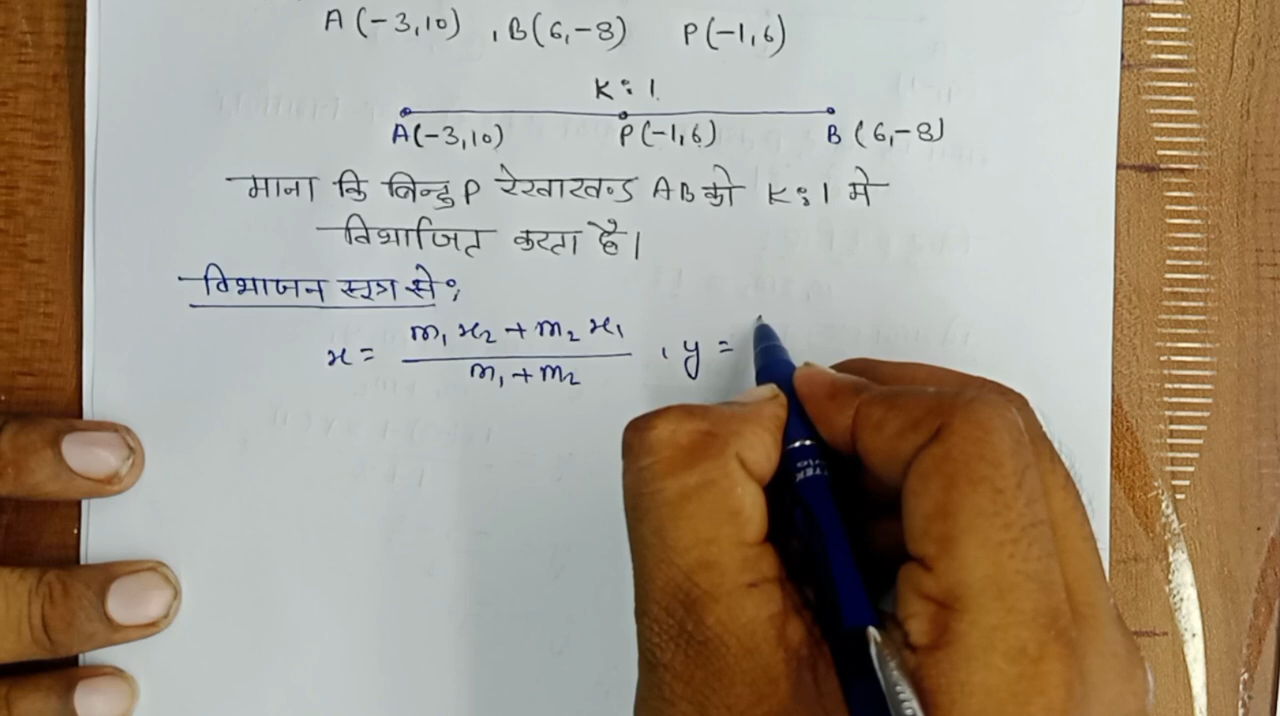 A(-3,10) , B(6,-8) P(-1,6)
K : 1
A(-3,10) P(-1,6) B (6,-8)
माना कि बिन्दु P रेखाखण्ड AB को K : 1 मे
विभाजित करता है।
विभाजन सूत्र से :
x = (m₁x₂ + m₂x₁)/(m₁ + m₂) , y =